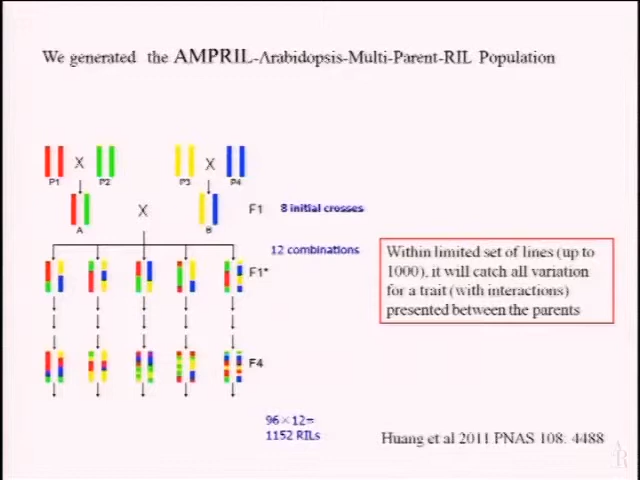 We generated the AMPRIL-Arabidopsis-Multi-Parent-RIL Population
X X
P1 P2 P3 P4
X F1 8 initial crosses
A B
12 combinations
F1*
Within limited set of lines (up to
1000), it will catch all variation
for a trait (with interactions)
presented between the parents
F4
96×12=
1152 RILs
Huang et al 2011 PNAS 108: 4488